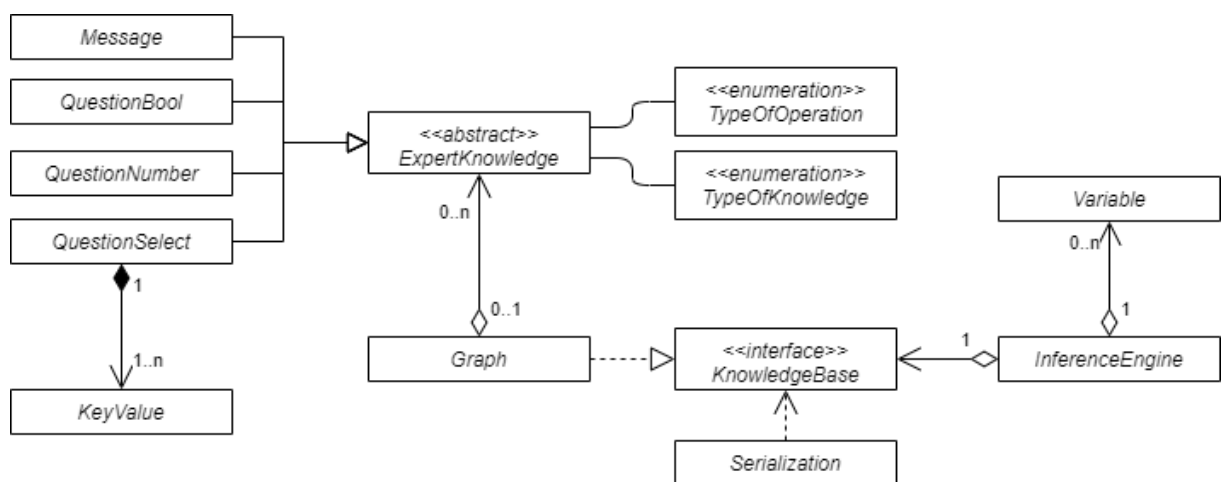 Message
QuestionBool
QuestionNumber
QuestionSelect
1
1..n
KeyValue
<<abstract>>
ExpertKnowledge
0..n
0..1
Graph
<<enumeration>>
TypeOfOperation
<<enumeration>>
TypeOfKnowledge
<<interface>>
KnowledgeBase
1
Serialization
Variable
0..n
1
InferenceEngine